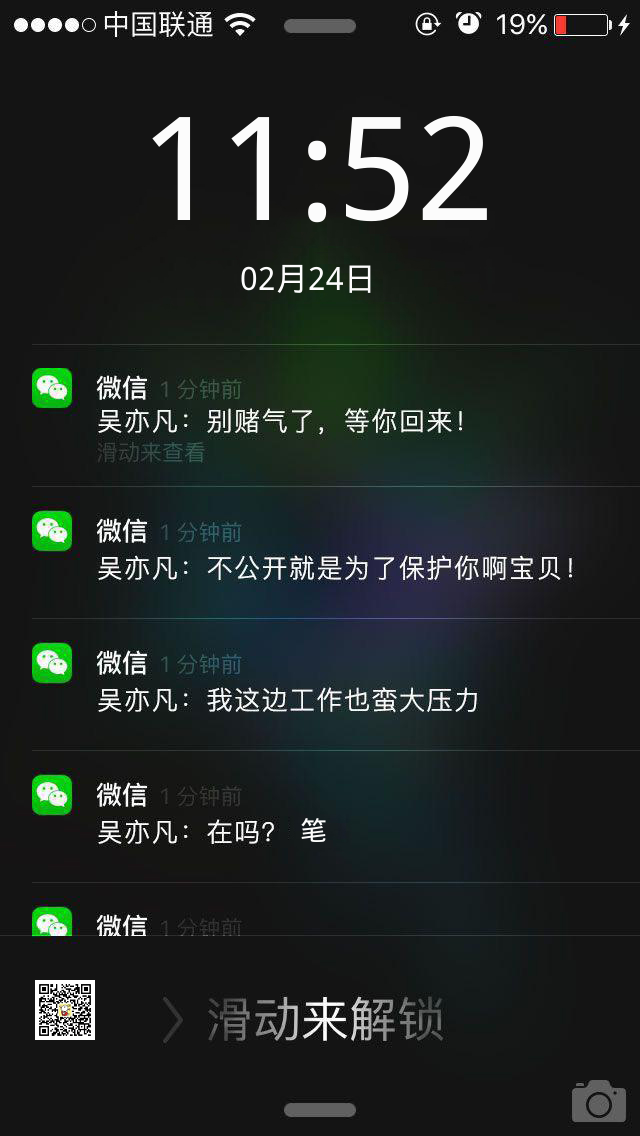 中国联通 19%
11:52
02月24日
微信 1分钟前
吴亦凡：别赌气了，等你回来！
滑动来查看
微信 1分钟前
吴亦凡：不公开就是为了保护你啊宝贝！
微信 1分钟前
吴亦凡：我这边工作也蛮大压力
微信 1分钟前
吴亦凡：在吗？ 笔
微信 1分钟前
滑动来解锁